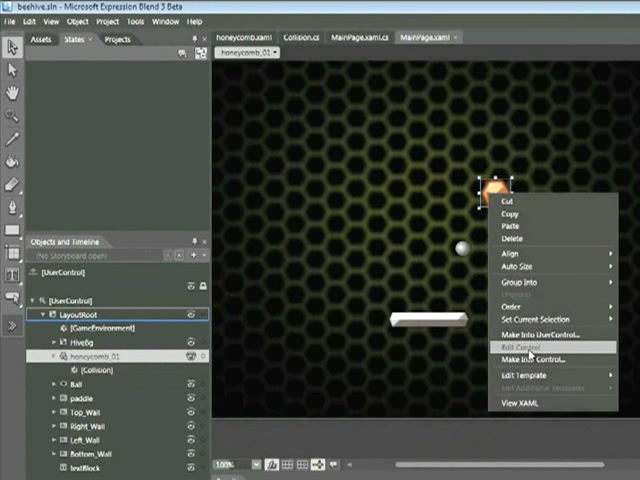 beehive.sln - Microsoft Expression Blend 3 Beta
File Edit View Object Project Tools Window Help
Assets States × Projects
honeycomb.xaml Collision.cs MainPage.xaml.cs MainPage.xaml ×
honeycomb_01
Cut
Copy
Paste
Delete
Align
Auto Size
Group Into
Ungroup
Order
Set Current Selection
Make Into UserControl...
Edit Control
Make Into Control...
Edit Template
Edit Additional Templates
View XAML
Objects and Timeline
(No Storyboard open)
[UserControl]
[UserControl]
LayoutRoot
[GameEnvironment]
HiveBg
honeycomb_01
[Collision]
Ball
paddle
Top_Wall
Right_Wall
Left_Wall
Bottom_Wall
textBlock
100%